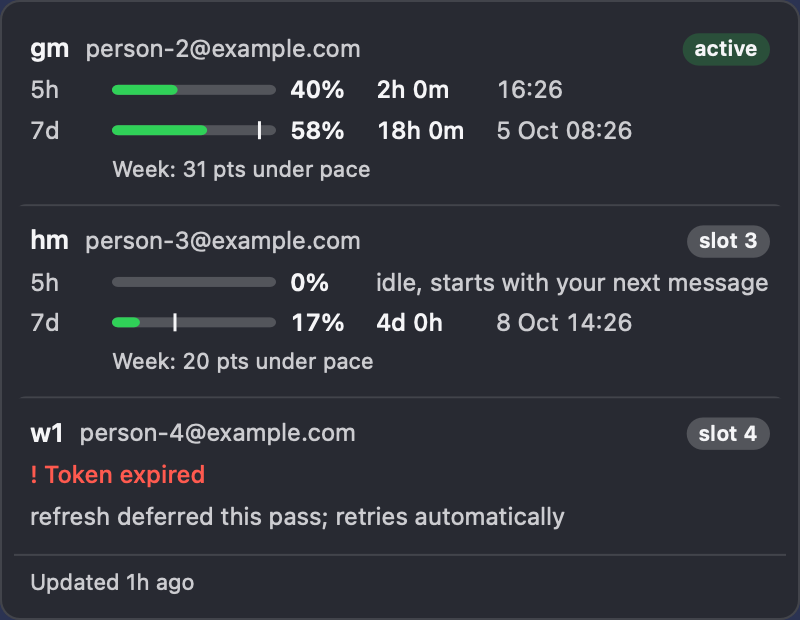 gm person-2@example.com active
5h 40% 2h 0m 16:26
7d 58% 18h 0m 5 Oct 08:26
Week: 31 pts under pace
hm person-3@example.com slot 3
5h 0% idle, starts with your next message
7d 17% 4d 0h 8 Oct 14:26
Week: 20 pts under pace
w1 person-4@example.com slot 4
! Token expired
refresh deferred this pass; retries automatically
Updated 1h ago